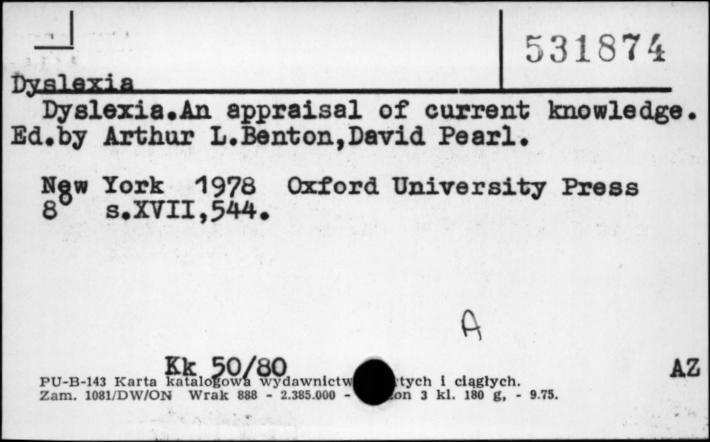 531874
Dyslexia
Dyslexia.An appraisal of current knowledge.
Ed.by Arthur L.Benton,David Pearl.
New York 1978 Oxford University Press
8° s.XVII,544.
A
Kk 50/80 AZ
PU-B-143 Karta katalogowa wydawnictw tych i ciągłych.
Zam. 1081/DW/ON Wrak 888 - 2.385.000 - on 3 kl. 180 g, - 9.75.